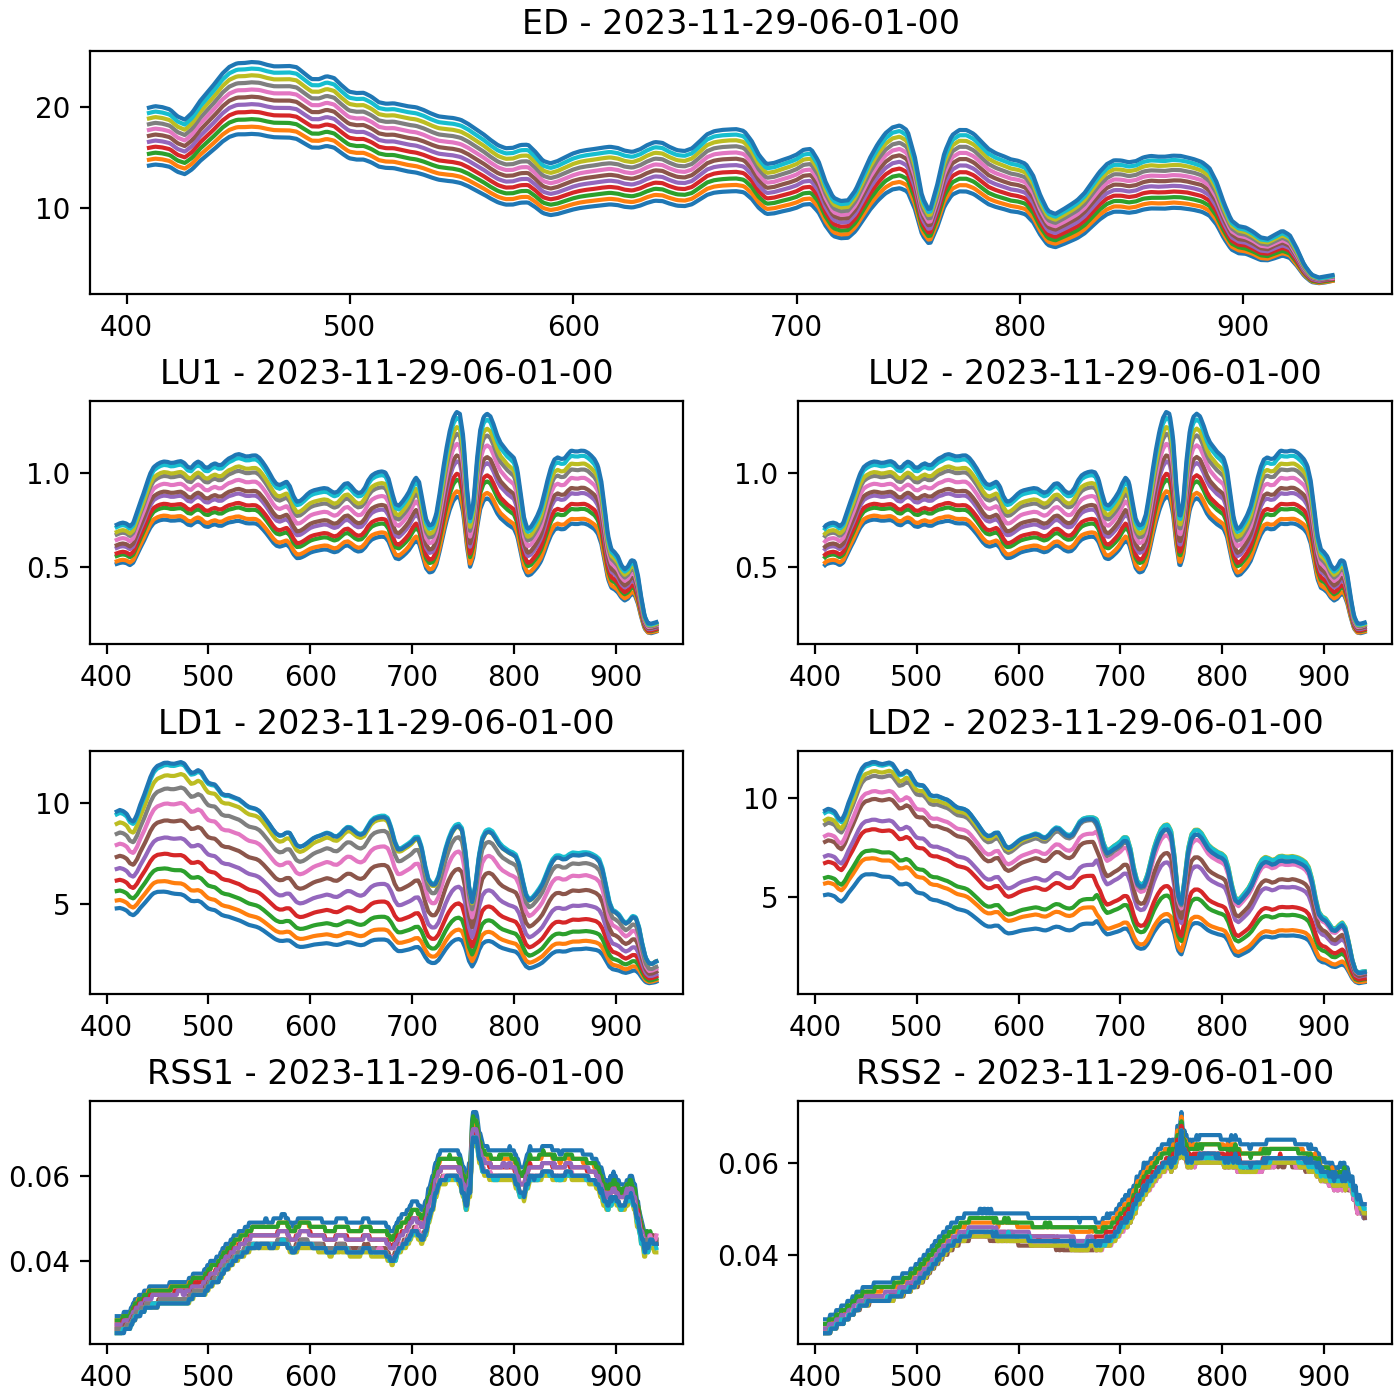 ED - 2023-11-29-06-01-00
20
10
400 500 600 700 800 900
LU1 - 2023-11-29-06-01-00
LU2 - 2023-11-29-06-01-00
1.0
0.5
400 500 600 700 800 900
1.0
0.5
400 500 600 700 800 900
LD1 - 2023-11-29-06-01-00
LD2 - 2023-11-29-06-01-00
10
5
400 500 600 700 800 900
10
5
400 500 600 700 800 900
RSS1 - 2023-11-29-06-01-00
RSS2 - 2023-11-29-06-01-00
0.06
0.04
400 500 600 700 800 900
0.06
0.04
400 500 600 700 800 900